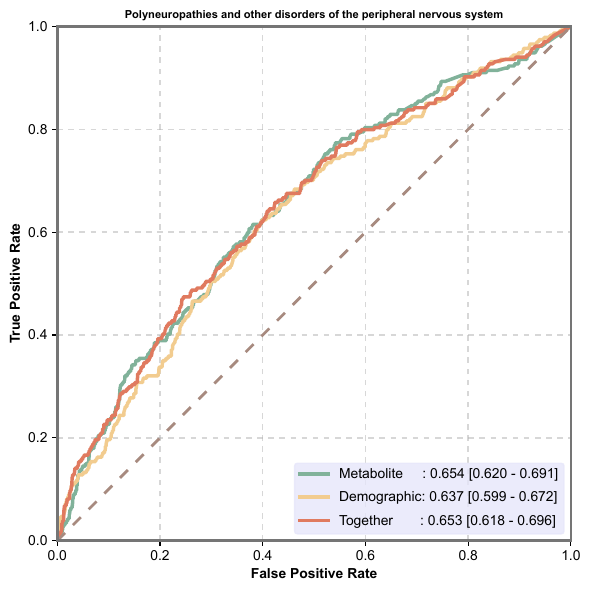 Polyneuropathies and other disorders of the peripheral nervous system
True Positive Rate
1.0
0.8
0.6
0.4
0.2
0.0
Metabolite : 0.654 [0.620 - 0.691]
Demographic: 0.637 [0.599 - 0.672]
Together : 0.653 [0.618 - 0.696]
0.0 0.2 0.4 0.6 0.8 1.0
False Positive Rate